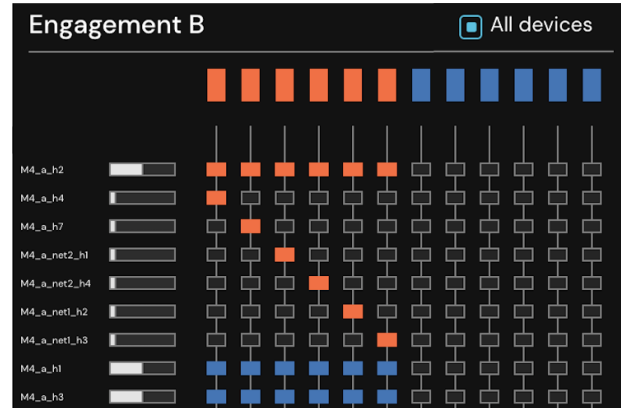 Engagement B
All devices
M4_a_h2
M4_a_h4
M4_a_h7
M4_a_net2_h1
M4_a_net2_h4
M4_a_net1_h2
M4_a_net1_h3
M4_a_h1
M4_a_h3